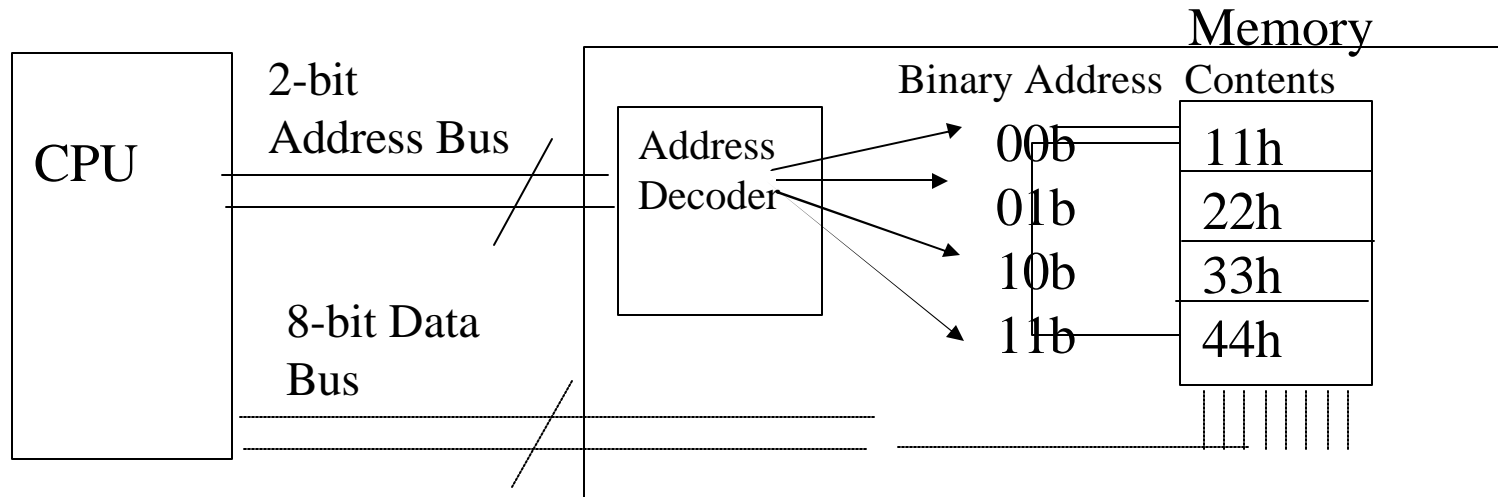 Memory
2-bit
Address Bus
Binary Address Contents
CPU
Address
Decoder
00b 11h
01b 22h
10b 33h
11b 44h
8-bit Data
Bus